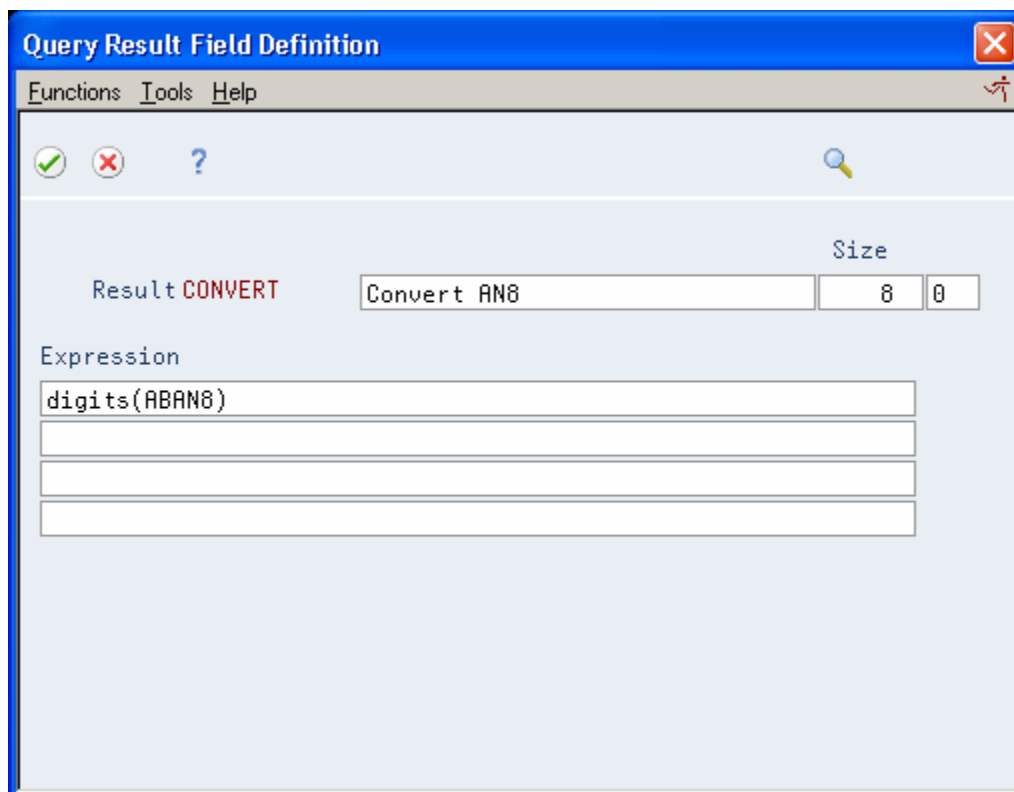 Query Result Field Definition
Functions Tools Help
?
Size
Result CONVERT Convert AN8 8 0
Expression
digits(ABAN8)